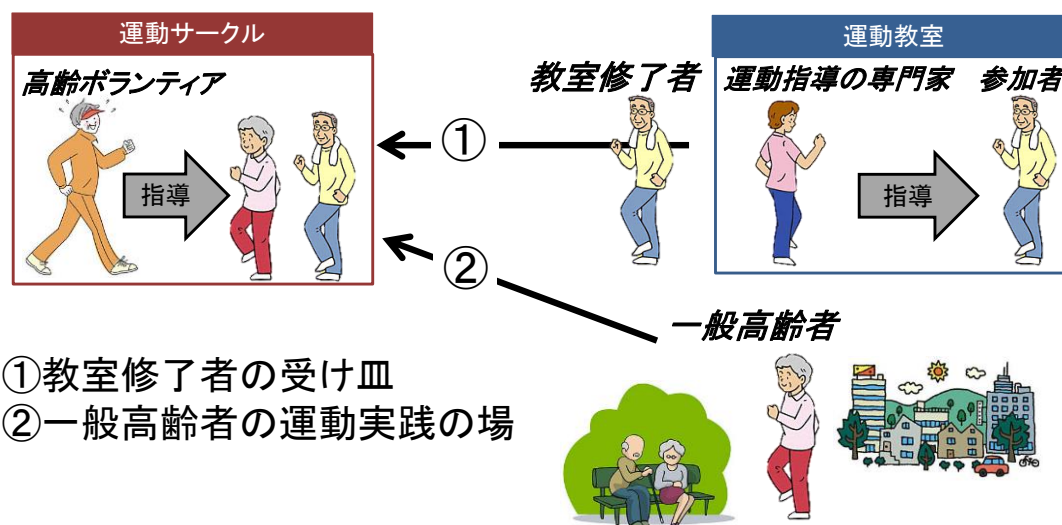 運動サークル
高齢ボランティア
指導
①
②
教室修了者
運動教室
運動指導の専門家 参加者
指導
一般高齢者
①教室修了者の受け皿
②一般高齢者の運動実践の場